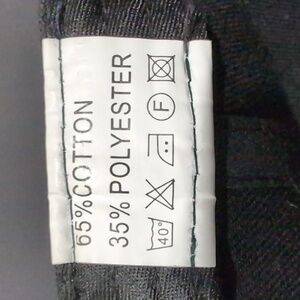 65%COTTON
35% POLYESTER
40°
F